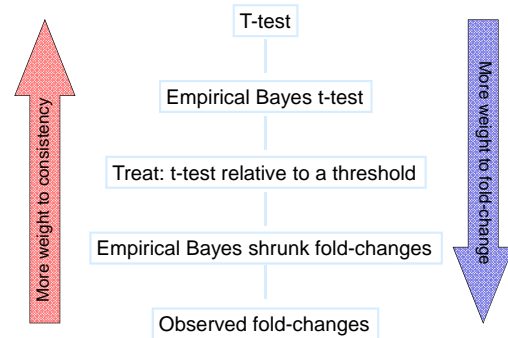 T-test
Empirical Bayes t-test
Treat: t-test relative to a threshold
Empirical Bayes shrunk fold-changes
Observed fold-changes
More weight to consistency
More weight to fold-change